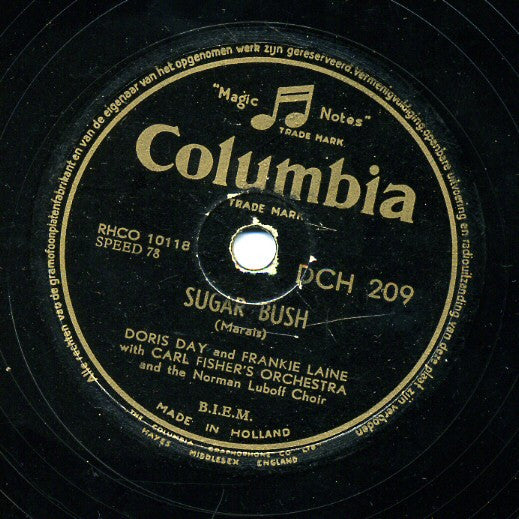 Alle rechten van de gramofoonplatenfabrikant en van de eigenaar van het opgenomen werk zijn gereserveerd. vermenigvuldiging, openbare uitvoering en radiouitzending van deze plaat zijn verboden
"Magic Notes"
TRADE MARK
Columbia
TRADE MARK
RHCO 10118
SPEED 78
DCH 209
SUGAR BUSH
(Marais)
DORIS DAY and FRANKIE LAINE
with CARL FISHER'S ORCHESTRA
and the Norman Luboff Choir
B.I.E.M.
MADE IN HOLLAND
THE COLUMBIA GRAPHOPHONE CO. LTD.
HAYES MIDDLESEX ENGLAND